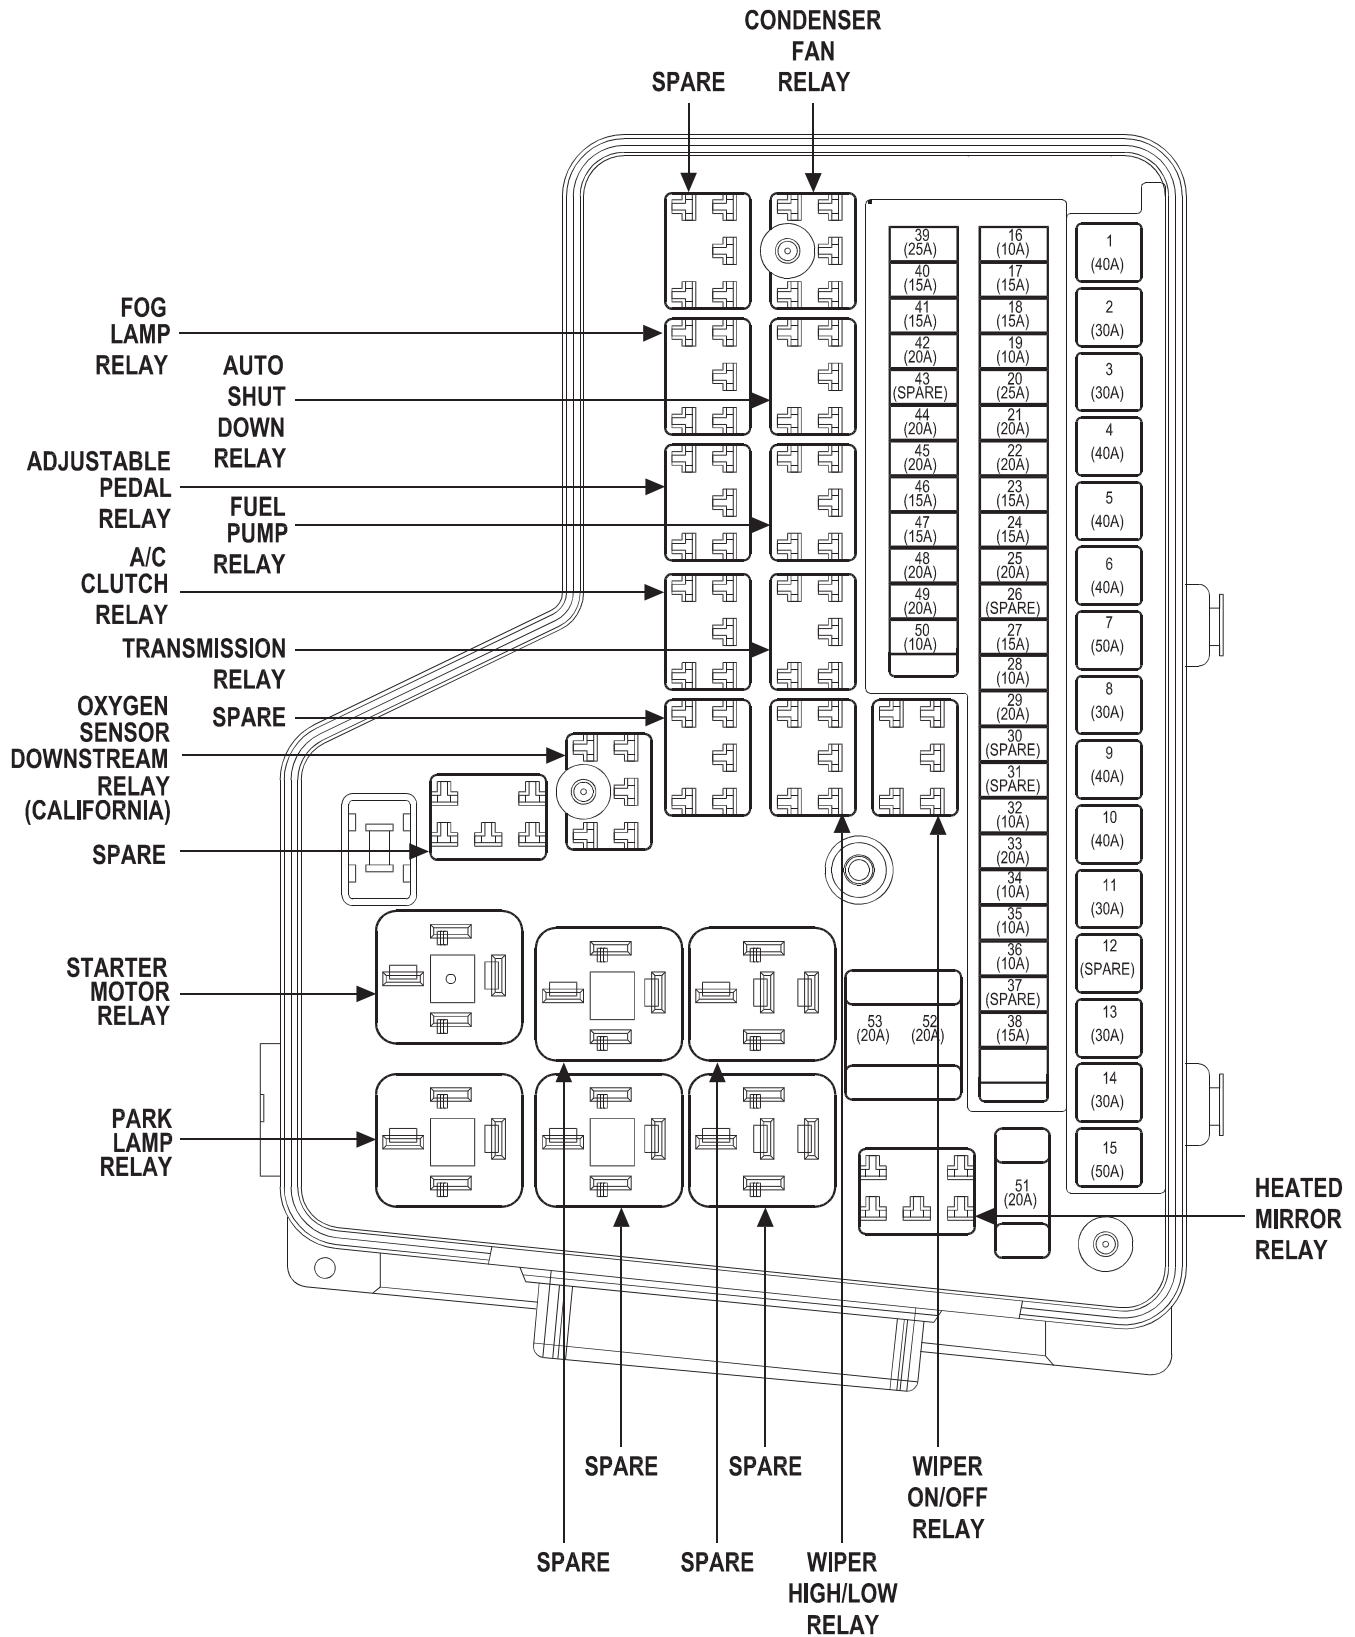 CONDENSER
FAN
RELAY
SPARE
FOG
LAMP
RELAY
AUTO
SHUT
DOWN
RELAY
ADJUSTABLE
PEDAL
RELAY
FUEL
PUMP
RELAY
A/C
CLUTCH
RELAY
TRANSMISSION
RELAY
OXYGEN
SENSOR
DOWNSTREAM
RELAY
(CALIFORNIA)
SPARE
SPARE
STARTER
MOTOR
RELAY
PARK
LAMP
RELAY
39
(25A)
40
(15A)
41
(15A)
42
(20A)
43
(SPARE)
44
(20A)
45
(20A)
46
(15A)
47
(15A)
48
(20A)
49
(20A)
50
(10A)
16
(10A)
17
(15A)
18
(15A)
19
(10A)
20
(25A)
21
(20A)
22
(20A)
23
(15A)
24
(15A)
25
(20A)
26
(SPARE)
27
(15A)
28
(10A)
29
(20A)
30
(SPARE)
31
(SPARE)
32
(10A)
33
(20A)
34
(10A)
35
(10A)
36
(10A)
37
(SPARE)
38
(15A)
1
(40A)
2
(30A)
3
(30A)
4
(40A)
5
(40A)
6
(40A)
7
(50A)
8
(30A)
9
(40A)
10
(40A)
11
(30A)
12
(SPARE)
13
(30A)
14
(30A)
15
(50A)
53 52
(20A) (20A)
51
(20A)
HEATED
MIRROR
RELAY
SPARE
SPARE
WIPER
ON/OFF
RELAY
SPARE
SPARE
WIPER
HIGH/LOW
RELAY